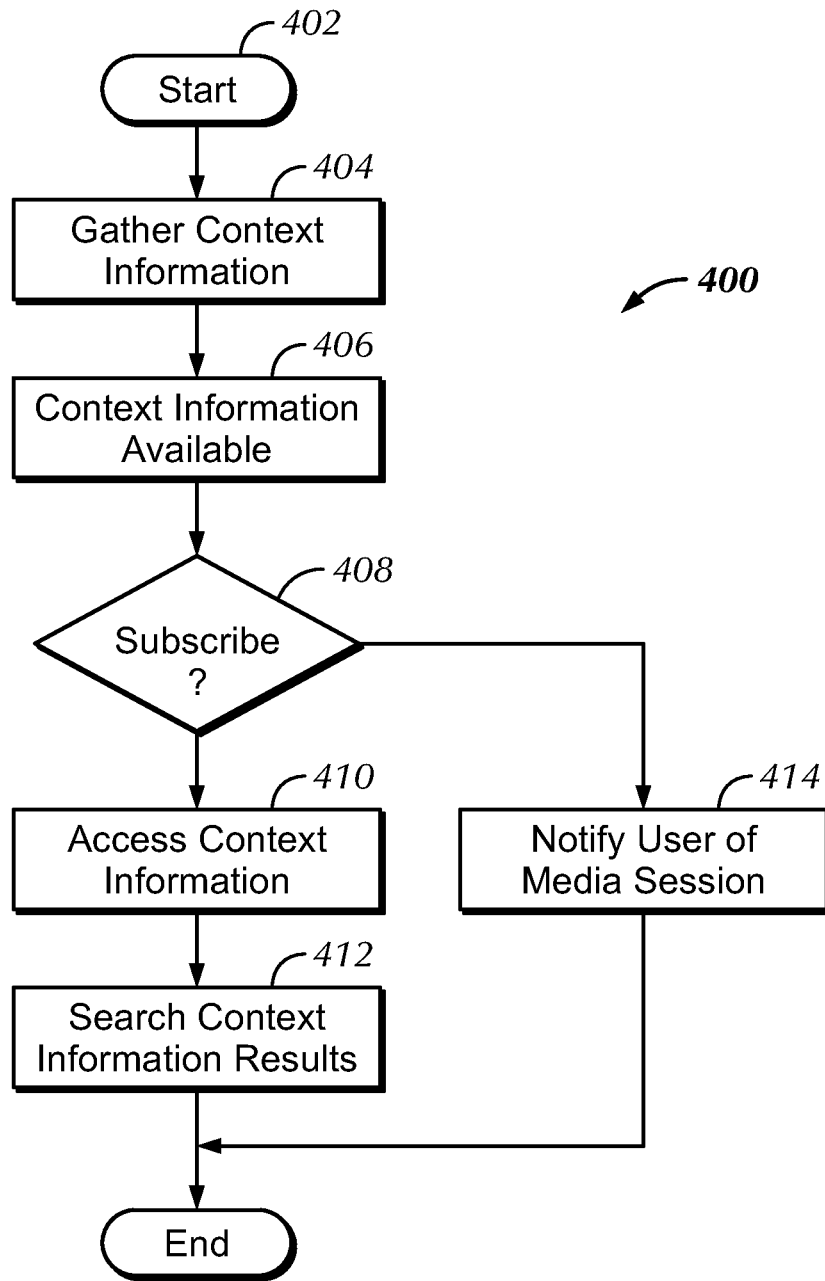 402
Start
404
Gather Context
Information
400
406
Context Information
Available
408
Subscribe
?
410
Access Context
Information
414
Notify User of
Media Session
412
Search Context
Information Results
End